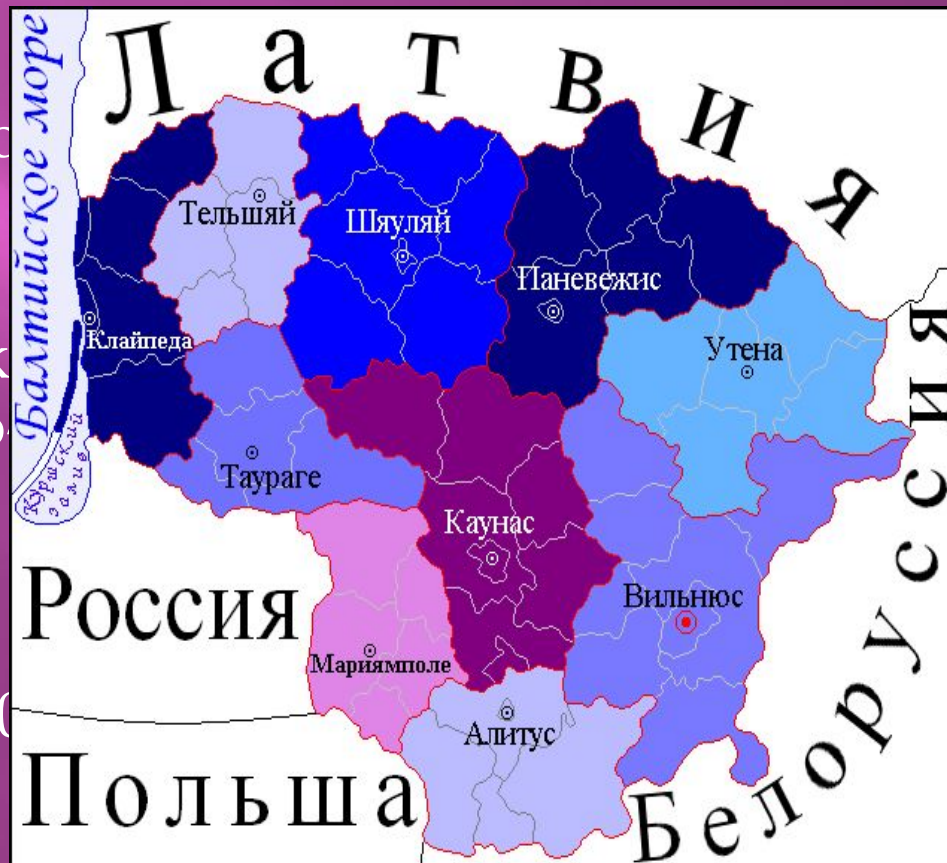 Латвия
Балтийское море
Тельшяй
Шяуляй
Паневежис
Клайпеда
Утена
Куршский
залив
Таураге
Каунас
Россия
Вильнюс
Мариямполе
Алитус
Польша
Белоруссия